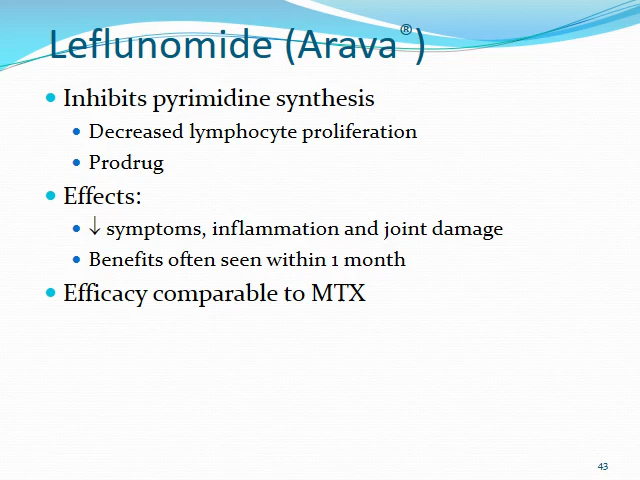 Leflunomide (Arava®)
• Inhibits pyrimidine synthesis
• Decreased lymphocyte proliferation
• Prodrug
• Effects:
• ↓ symptoms, inflammation and joint damage
• Benefits often seen within 1 month
• Efficacy comparable to MTX
43